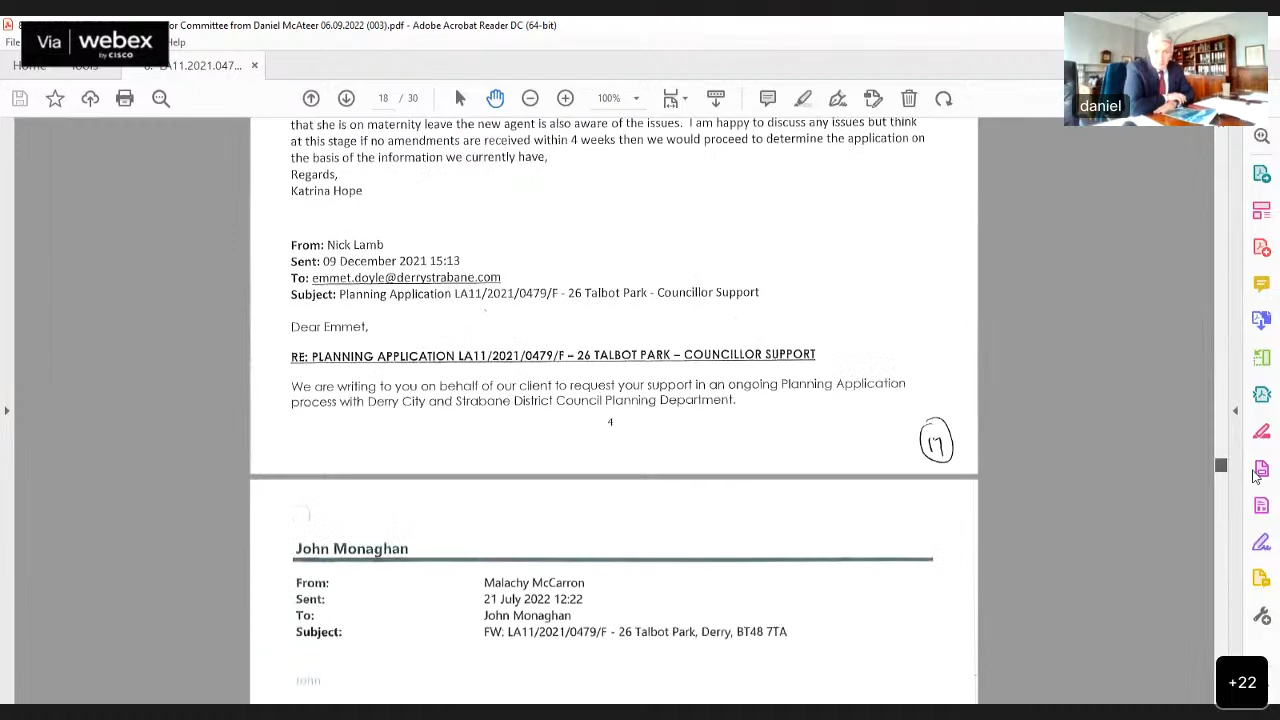 or Committee from Daniel McAteer 06.09.2022 (003).pdf - Adobe Acrobat Reader DC (64-bit)
Via | webex
by CISCO
Help
LA11.2021.047... ×
18 / 30
100%
daniel
that she is on maternity leave the new agent is also aware of the issues. I am happy to discuss any issues but think
at this stage if no amendments are received within 4 weeks then we would proceed to determine the application on
the basis of the information we currently have,
Regards,
Katrina Hope
From: Nick Lamb
Sent: 09 December 2021 15:13
To: emmet.doyle@derrystrabane.com
Subject: Planning Application LA11/2021/0479/F - 26 Talbot Park - Councillor Support
Dear Emmet,
RE: PLANNING APPLICATION LA11/2021/0479/F – 26 TALBOT PARK – COUNCILLOR SUPPORT
We are writing to you on behalf of our client to request your support in an ongoing Planning Application
process with Derry City and Strabane District Council Planning Department.
4
17
John Monaghan
From: Malachy McCarron
Sent: 21 July 2022 12:22
To: John Monaghan
Subject: FW: LA11/2021/0479/F - 26 Talbot Park, Derry, BT48 7TA
John
+22